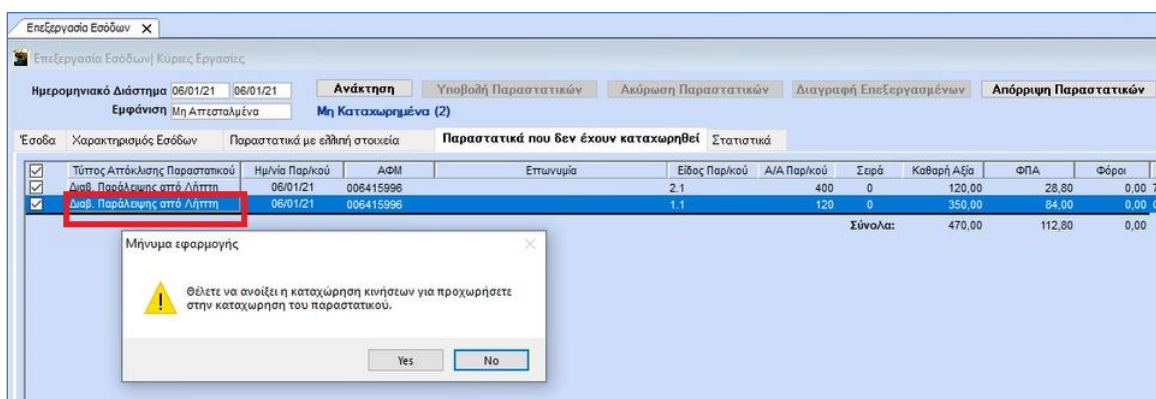 Επεξεργασία Εσόδων X
Επεξεργασία Εσόδων| Κύριες Εργασίες
Ημερομηνιακό Διάστημα 06/01/21 06/01/21 Ανάκτηση Υποβολή Παραστατικών Ακύρωση Παραστατικών Διαγραφή Επεξεργασμένων Απόρριψη Παραστατικών
Εμφάνιση Μη Απεσταλμένα Μη Καταχωρημένα (2)
Έσοδα Χαρακτηρισμός Εσόδων Παραστατικά με ελλιπή στοιχεία Παραστατικά που δεν έχουν καταχωρηθεί Στατιστικά
Τύπος Απόκλισης Παραστατικού Ημ/νία Παρ/κού ΑΦΜ Επωνυμία Είδος Παρ/κού Α/Α Παρ/κού Σειρά Καθαρή Αξία ΦΠΑ Φόροι
Διαβ. Παράλειψης από Λήπτη 06/01/21 006415996 2.1 400 0 120,00 28,80 0,00 7
Διαβ. Παράλειψης από Λήπτη 06/01/21 006415996 1.1 120 0 350,00 84,00 0,00
Σύνολα: 470,00 112,80 0,00
Μήνυμα εφαρμογής
Θέλετε να ανοίξει η καταχώρηση κινήσεων για προχωρήσετε
στην καταχωρηση του παραστατικού.
Yes No